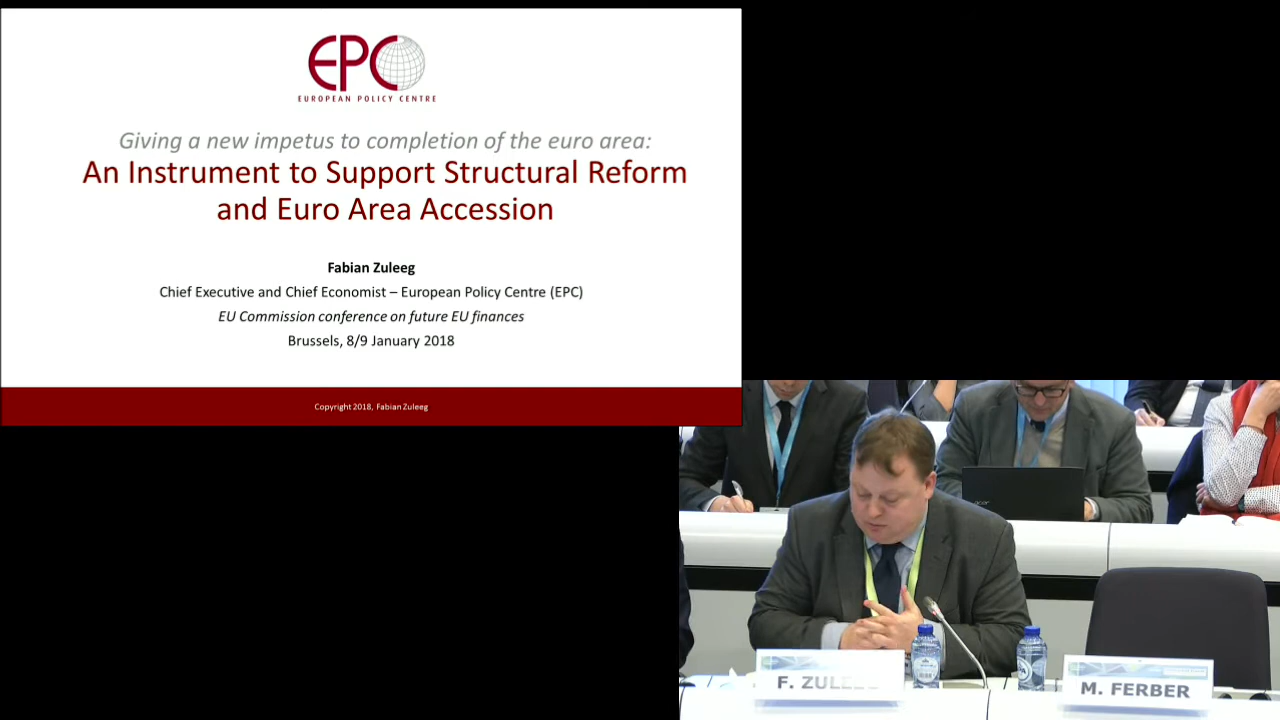 EPC
EUROPEAN POLICY CENTRE
Giving a new impetus to completion of the euro area:
An Instrument to Support Structural Reform
and Euro Area Accession
Fabian Zuleeg
Chief Executive and Chief Economist – European Policy Centre (EPC)
EU Commission conference on future EU finances
Brussels, 8/9 January 2018
Copyright 2018, Fabian Zuleeg
acer
F. ZULEEG
M. FERBER